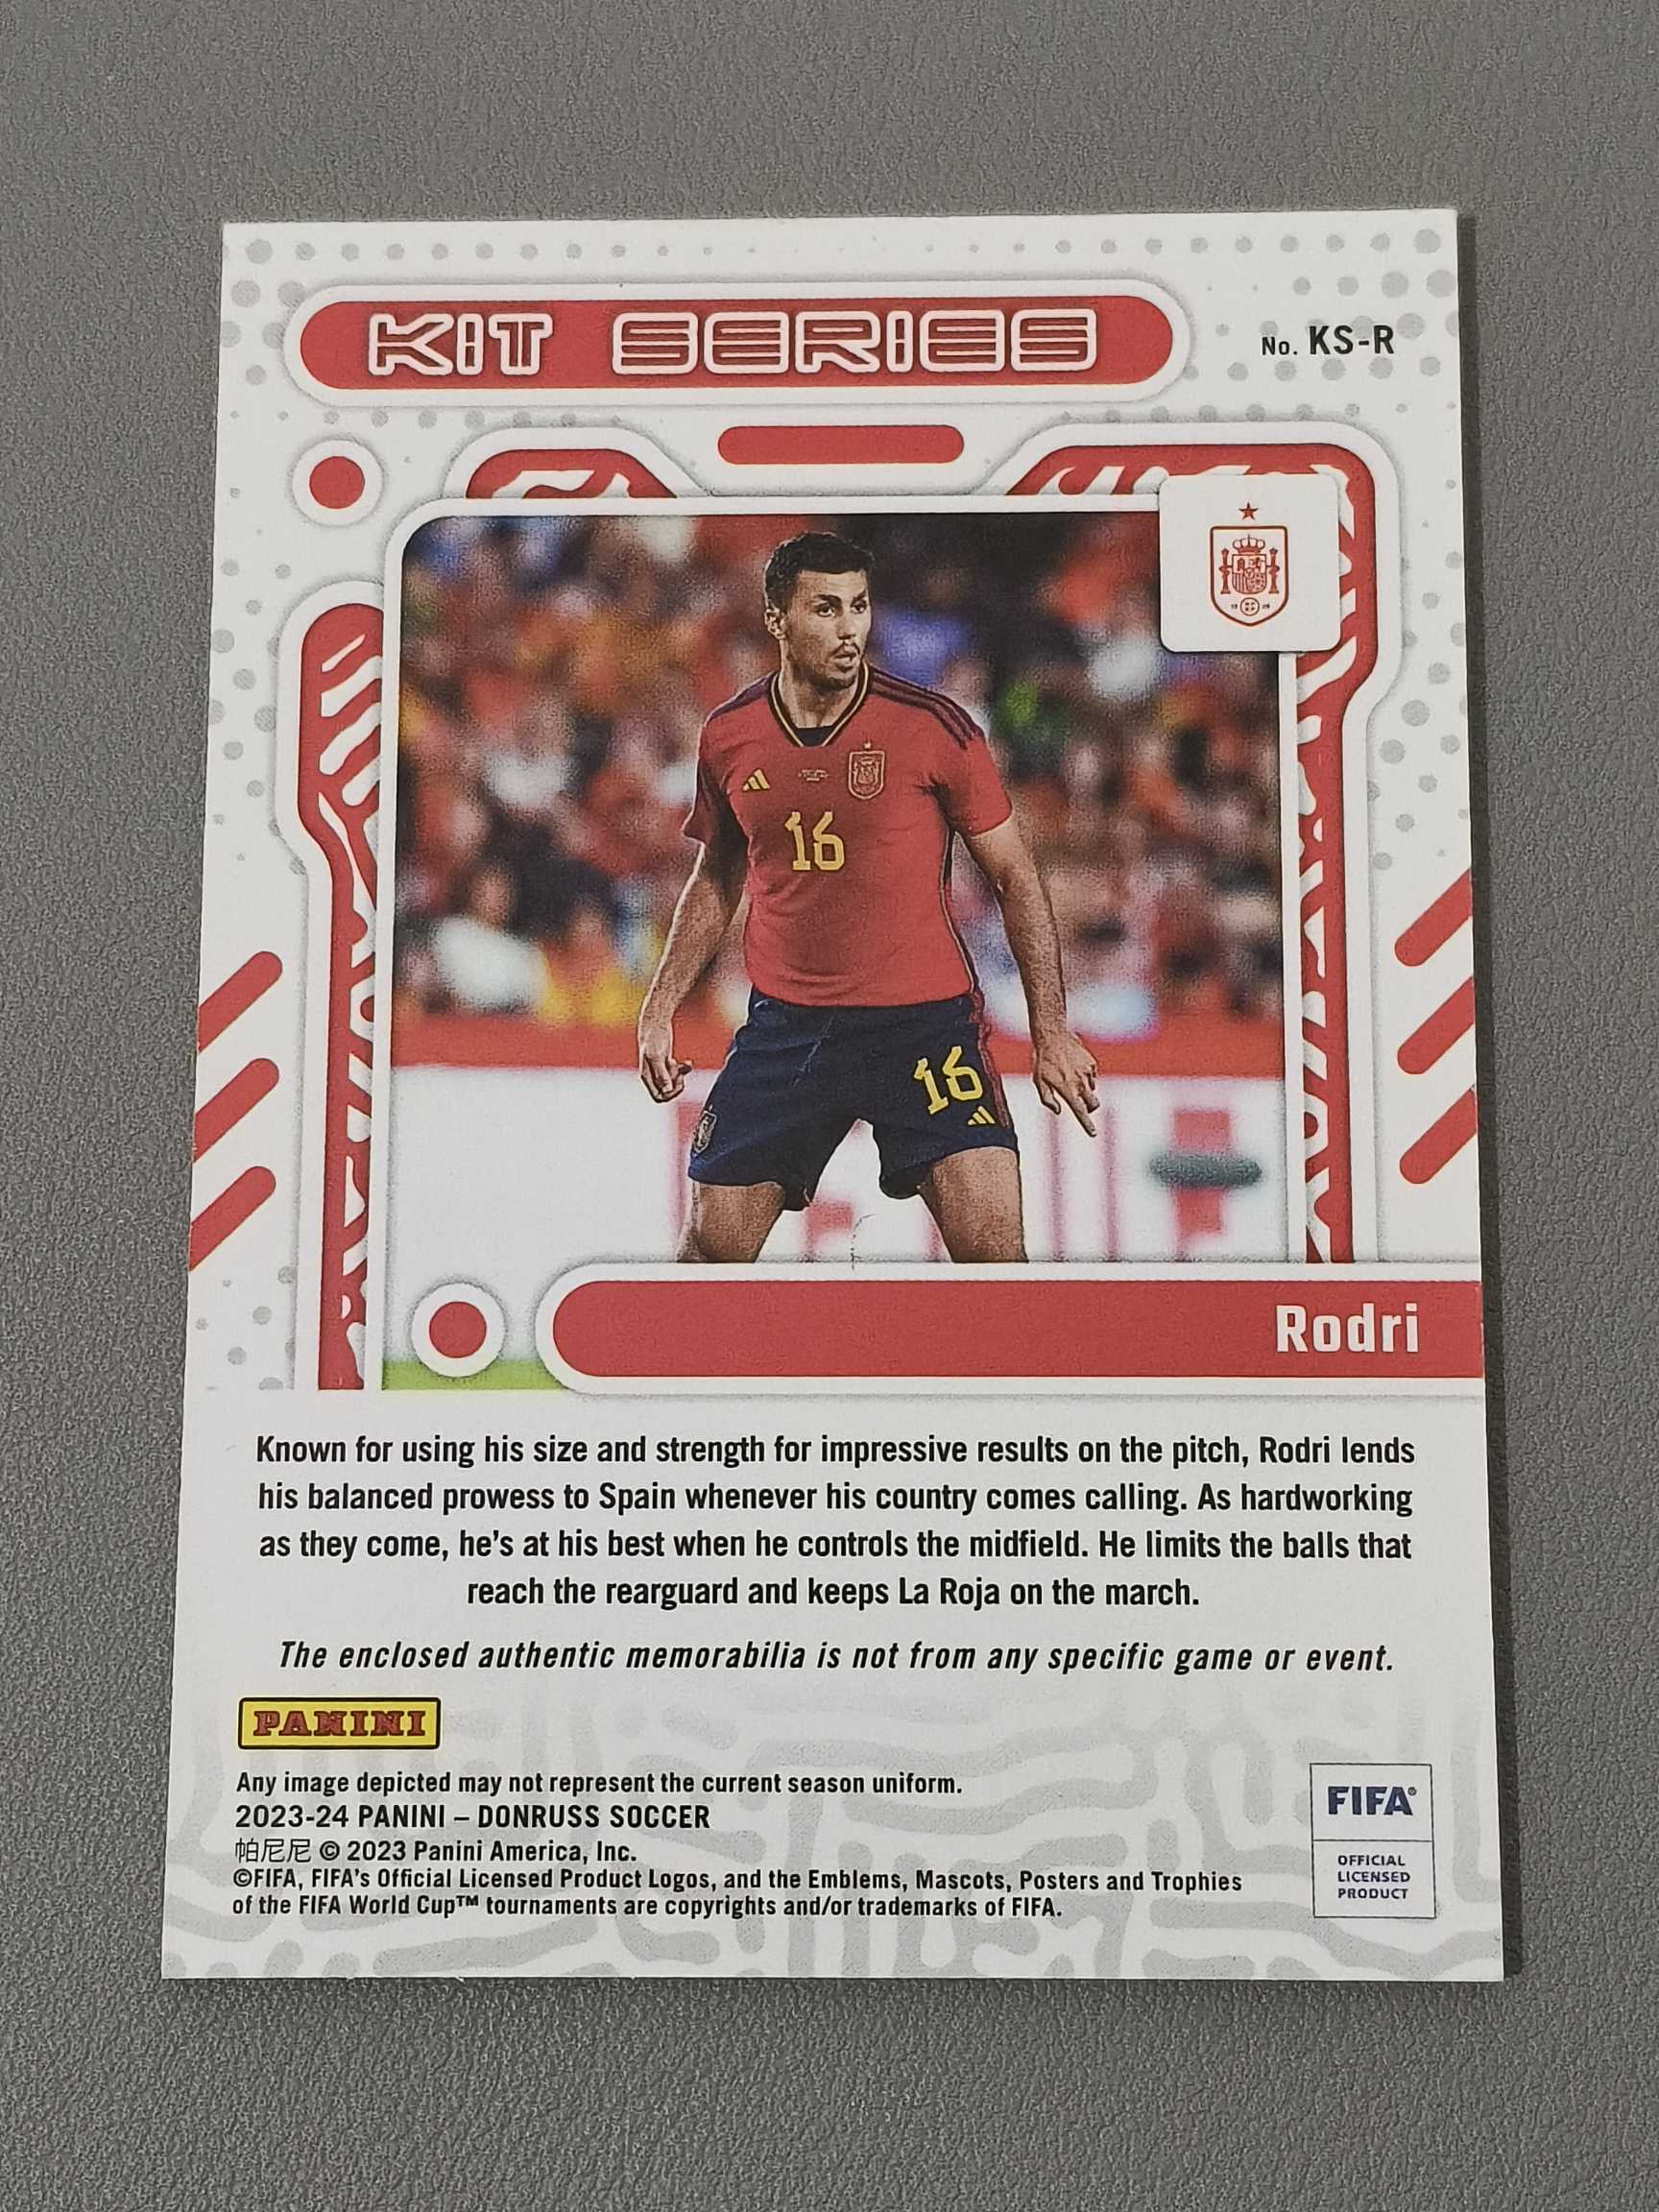 KIT SERIES
No. KS-R
16
16
Rodri
Known for using his size and strength for impressive results on the pitch, Rodri lends
his balanced prowess to Spain whenever his country comes calling. As hardworking
as they come, he's at his best when he controls the midfield. He limits the balls that
reach the rearguard and keeps La Roja on the march.
The enclosed authentic memorabilia is not from any specific game or event.
PANINI
Any image depicted may not represent the current season uniform.
2023-24 PANINI – DONRUSS SOCCER
帕尼尼 © 2023 Panini America, Inc.
©FIFA, FIFA's Official Licensed Product Logos, and the Emblems, Mascots, Posters and Trophies
of the FIFA World Cup™ tournaments are copyrights and/or trademarks of FIFA.
FIFA®
OFFICIAL
LICENSED
PRODUCT